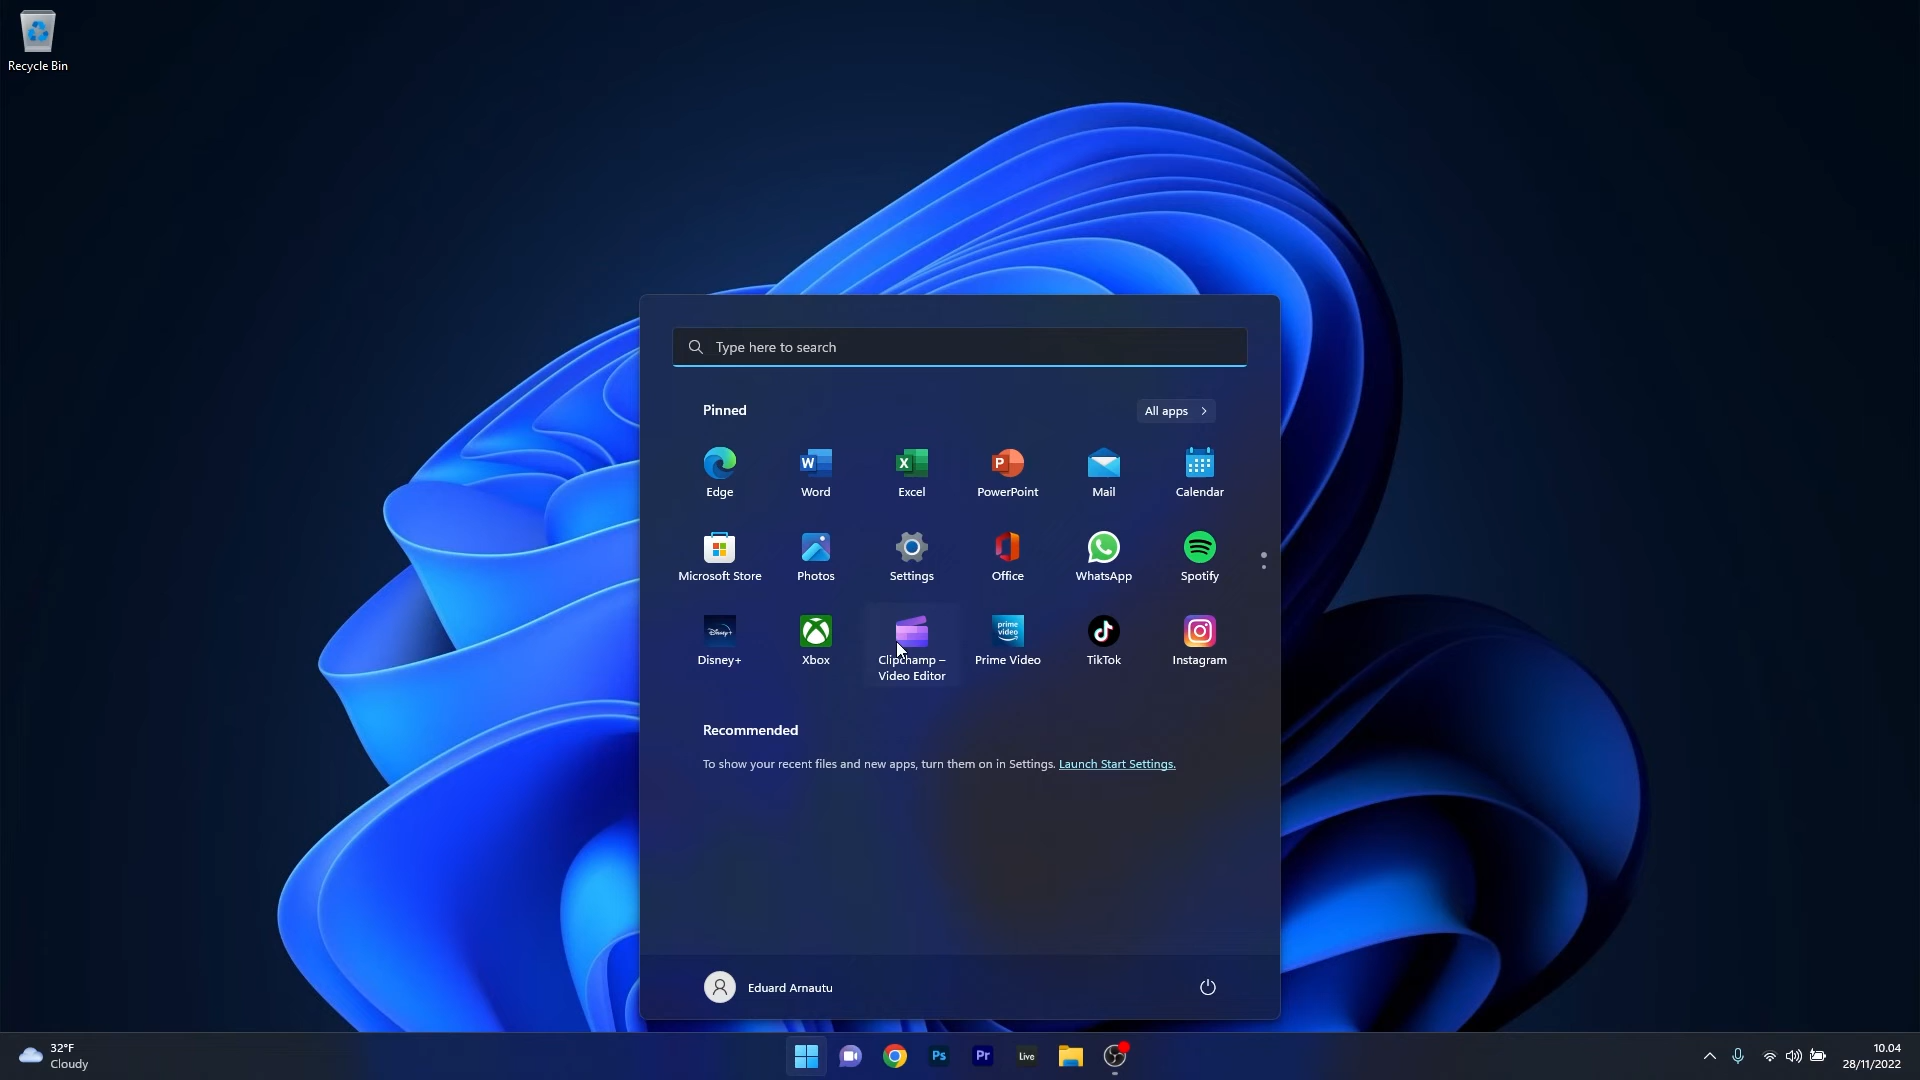 Recycle Bin
Type here to search
Pinned
All apps
Edge
Word
Excel
PowerPoint
Mail
Calendar
Microsoft Store
Photos
Settings
Office
WhatsApp
Spotify
Disney+
Xbox
Clipchamp –
Video Editor
prime
video
Prime Video
TikTok
Instagram
Recommended
To show your recent files and new apps, turn them on in Settings. Launch Start Settings.
Eduard Arnautu
32°F
Cloudy
Ps
Pr
Live
10.04
28/11/2022